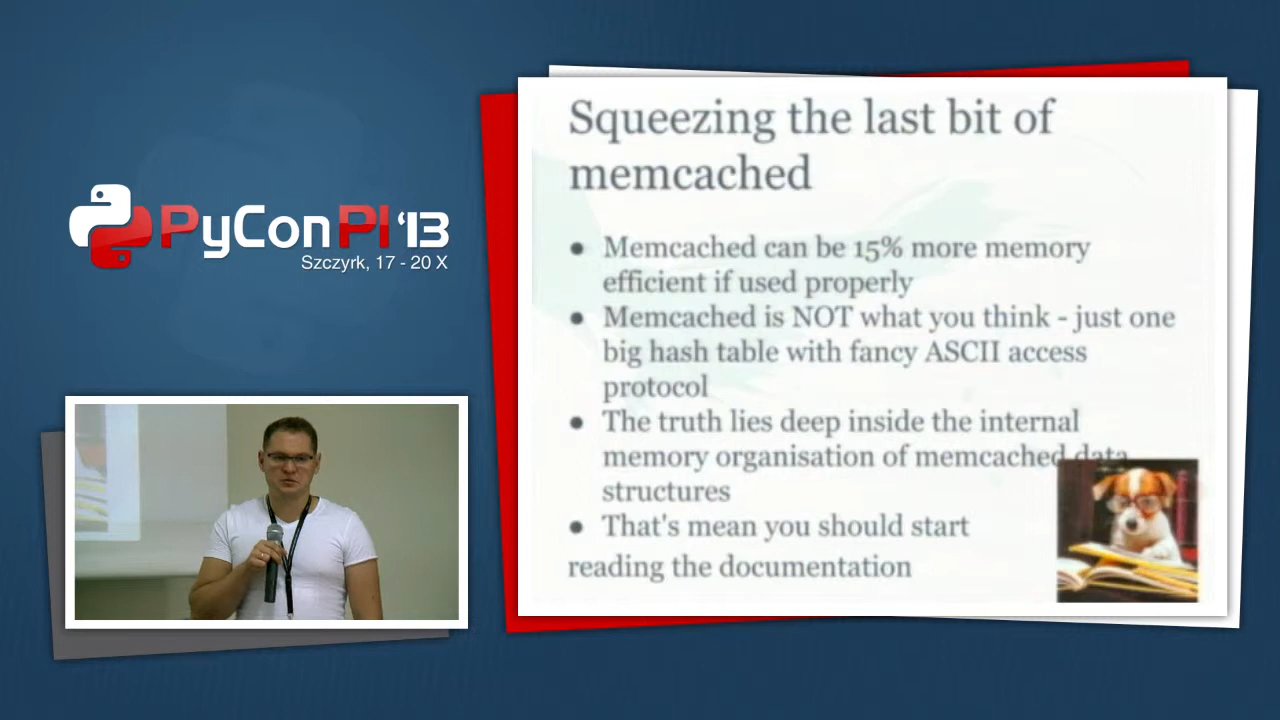 PyConPl '13
Szczyrk, 17 - 20 X
Squeezing the last bit of
memcached
● Memcached can be 15% more memory
efficient if used properly
● Memcached is NOT what you think - just one
big hash table with fancy ASCII access
protocol
● The truth lies deep inside the internal
memory organisation of memcached data
structures
● That's mean you should start
reading the documentation